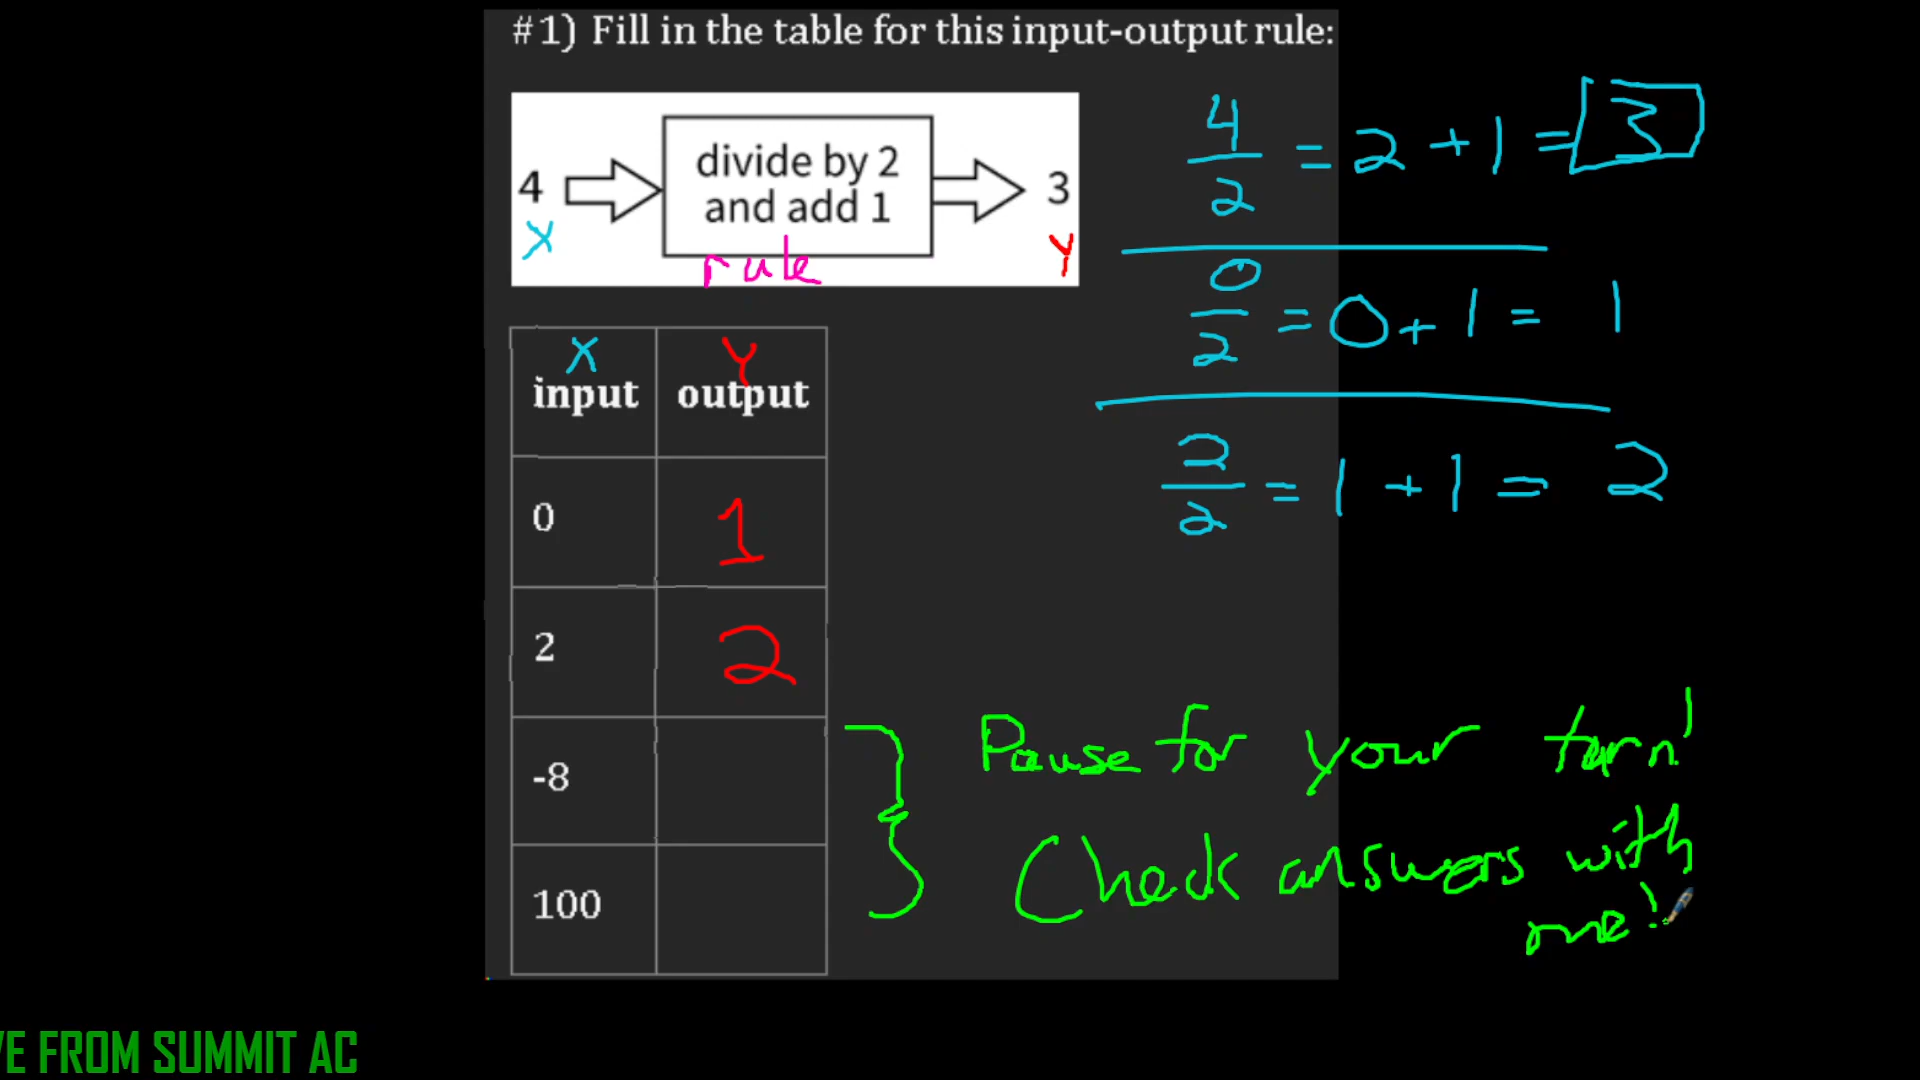 #1) Fill in the table for this input-output rule:
4
divide by 2
and add 1
3
X
rule
Y
4/2 = 2 + 1 = 3
0/2 = 0 + 1 = 1
2/2 = 1 + 1 = 2
X
Y
input output
0 1
2 2
-8
100
Pause for your turn!
Check answers with
me!
VE FROM SUMMIT AC